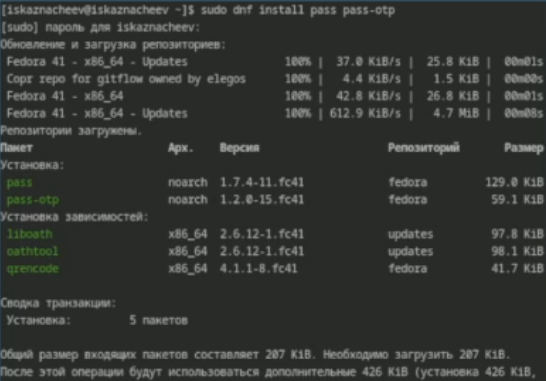 [iskaznacheev@iskaznacheev ~]$ sudo dnf install pass pass-otp
[sudo] пароль для iskaznacheev:
Обновление и загрузка репозиториев:
Fedora 41 - x86_64 - Updates 100% | 37.0 KiB/s | 25.8 KiB | 00m01s
Copr repo for gitflow owned by elegos 100% | 4.4 KiB/s | 1.5 KiB | 00m00s
Fedora 41 - x86_64 100% | 42.8 KiB/s | 26.8 KiB | 00m01s
Fedora 41 - x86_64 - Updates 100% | 612.9 KiB/s | 4.7 MiB | 00m08s
Репозитории загружены.
Пакет Арх. Версия Репозиторий Размер
Установка:
pass noarch 1.7.4-11.fc41 fedora 129.0 KiB
pass-otp noarch 1.2.0-15.fc41 fedora 59.1 KiB
Установка зависимостей:
liboath x86_64 2.6.12-1.fc41 updates 97.8 KiB
oathtool x86_64 2.6.12-1.fc41 updates 98.1 KiB
qrencode x86_64 4.1.1-8.fc41 fedora 41.7 KiB
Сводка транзакции:
Установка: 5 пакетов
Общий размер входящих пакетов составляет 207 KiB. Необходимо загрузить 207 KiB.
После этой операции будут использоваться дополнительные 426 KiB (установка 426 KiB,